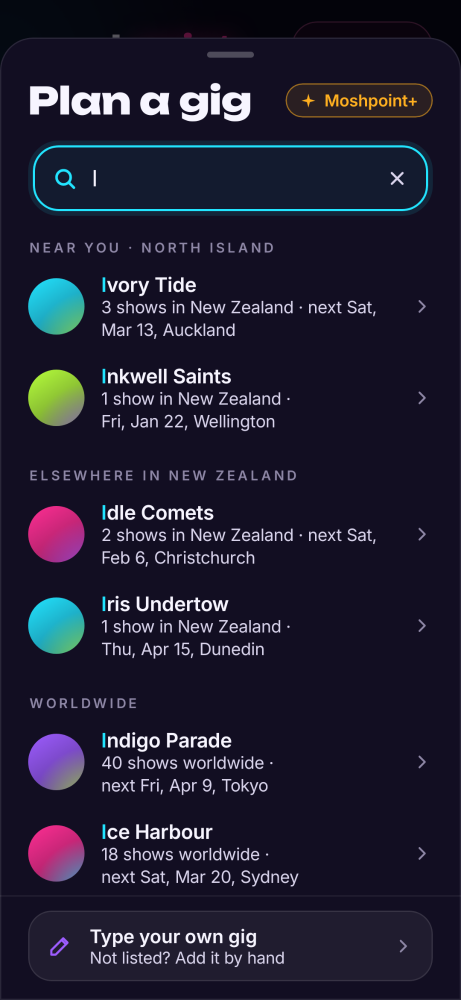 Plan a gig
Moshpoint+
I
NEAR YOU · NORTH ISLAND
Ivory Tide
3 shows in New Zealand · next Sat,
Mar 13, Auckland
Inkwell Saints
1 show in New Zealand ·
Fri, Jan 22, Wellington
ELSEWHERE IN NEW ZEALAND
Idle Comets
2 shows in New Zealand · next Sat,
Feb 6, Christchurch
Iris Undertow
1 show in New Zealand ·
Thu, Apr 15, Dunedin
WORLDWIDE
Indigo Parade
40 shows worldwide ·
next Fri, Apr 9, Tokyo
Ice Harbour
18 shows worldwide ·
next Sat, Mar 20, Sydney
Type your own gig
Not listed? Add it by hand